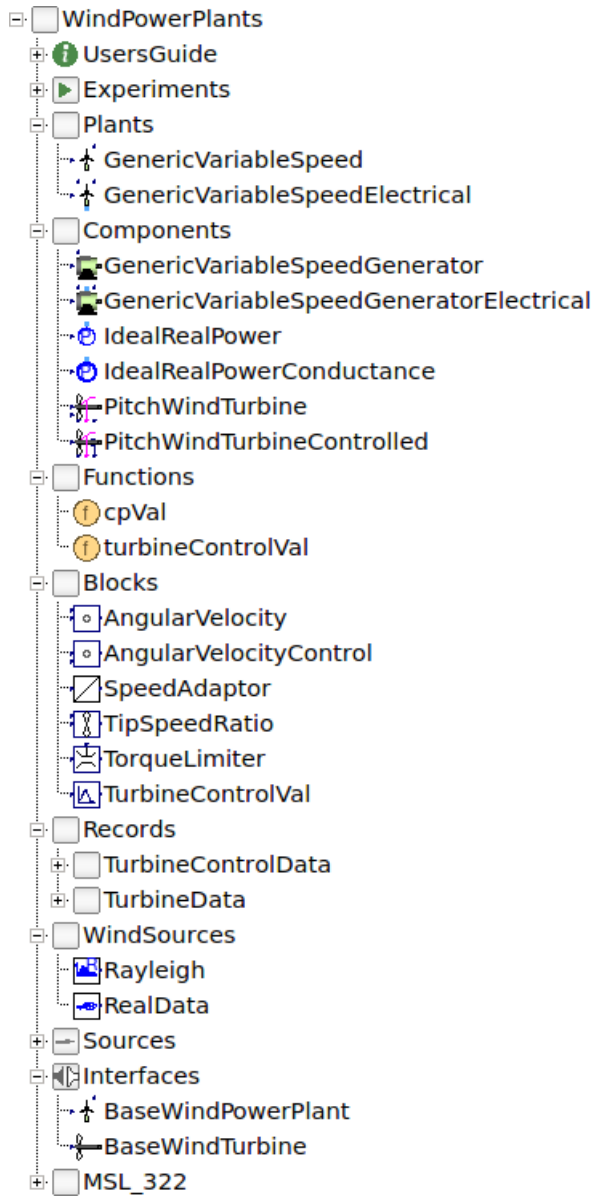 WindPowerPlants
UsersGuide
Experiments
Plants
GenericVariableSpeed
GenericVariableSpeedElectrical
Components
GenericVariableSpeedGenerator
GenericVariableSpeedGeneratorElectrical
IdealRealPower
IdealRealPowerConductance
PitchWindTurbine
PitchWindTurbineControlled
Functions
f cpVal
f turbineControlVal
Blocks
AngularVelocity
AngularVelocityControl
SpeedAdaptor
TipSpeedRatio
TorqueLimiter
TurbineControlVal
Records
TurbineControlData
TurbineData
WindSources
Rayleigh
RealData
Sources
Interfaces
BaseWindPowerPlant
BaseWindTurbine
MSL_322